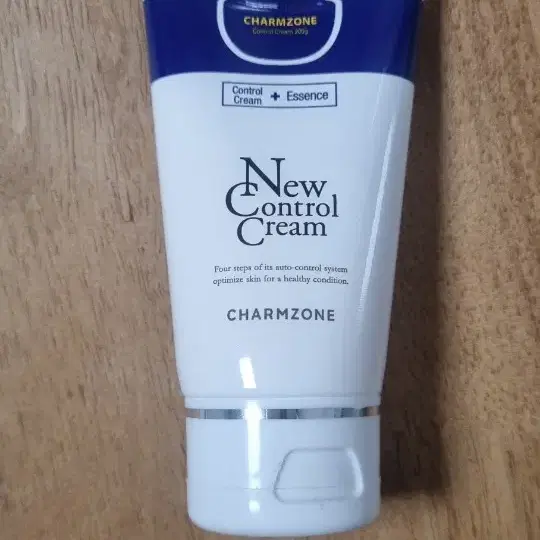 CHARMZONE
Control Cream 200g
Control
Cream + Essence
New
Control
Cream
Four steps of its auto-control system
optimize skin for a healthy condition.
CHARMZONE